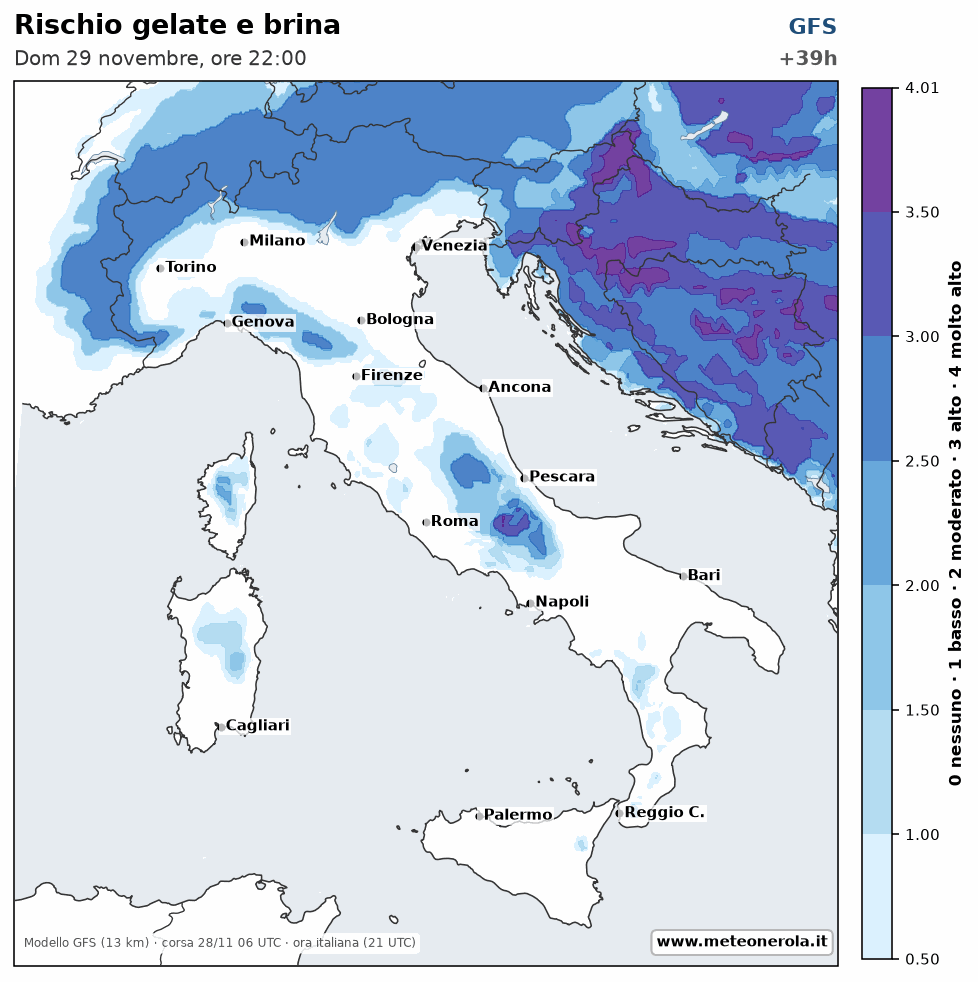 Rischio gelate e brina
GFS
Dom 29 novembre, ore 22:00
+39h
4.01
3.50
3.00
2.50
2.00
1.50
1.00
0.50
0 nessuno · 1 basso · 2 moderato · 3 alto · 4 molto alto
Milano
Venezia
Torino
Genova
Bologna
Firenze
Ancona
Pescara
Roma
Bari
Napoli
Cagliari
Palermo
Reggio C.
Modello GFS (13 km) · corsa 28/11 06 UTC · ora italiana (21 UTC)
www.meteonerola.it